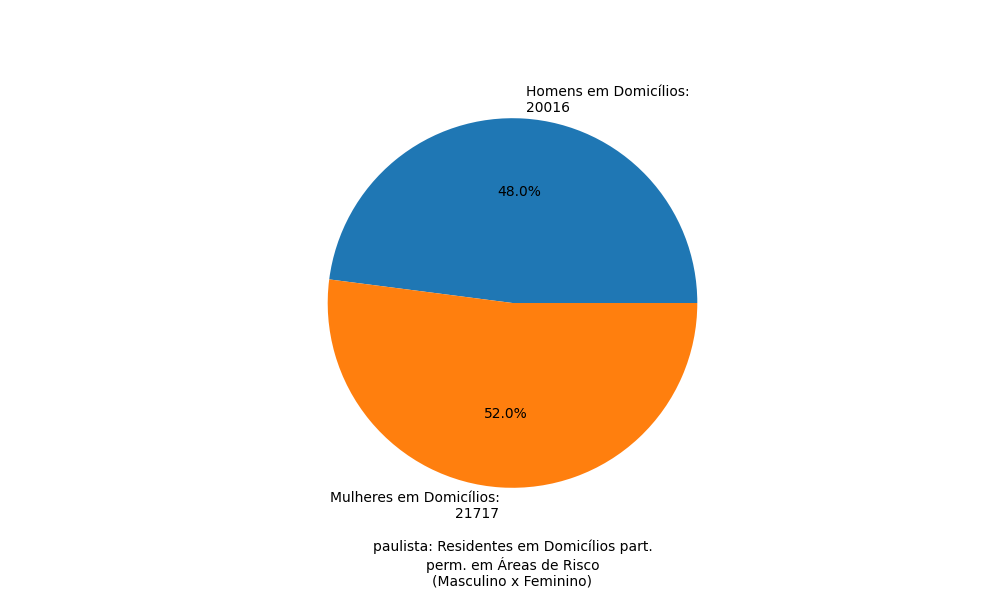 Homens em Domicílios:
20016
48.0%
52.0%
Mulheres em Domicílios:
21717
paulista: Residentes em Domicílios part.
perm. em Áreas de Risco
(Masculino x Feminino)